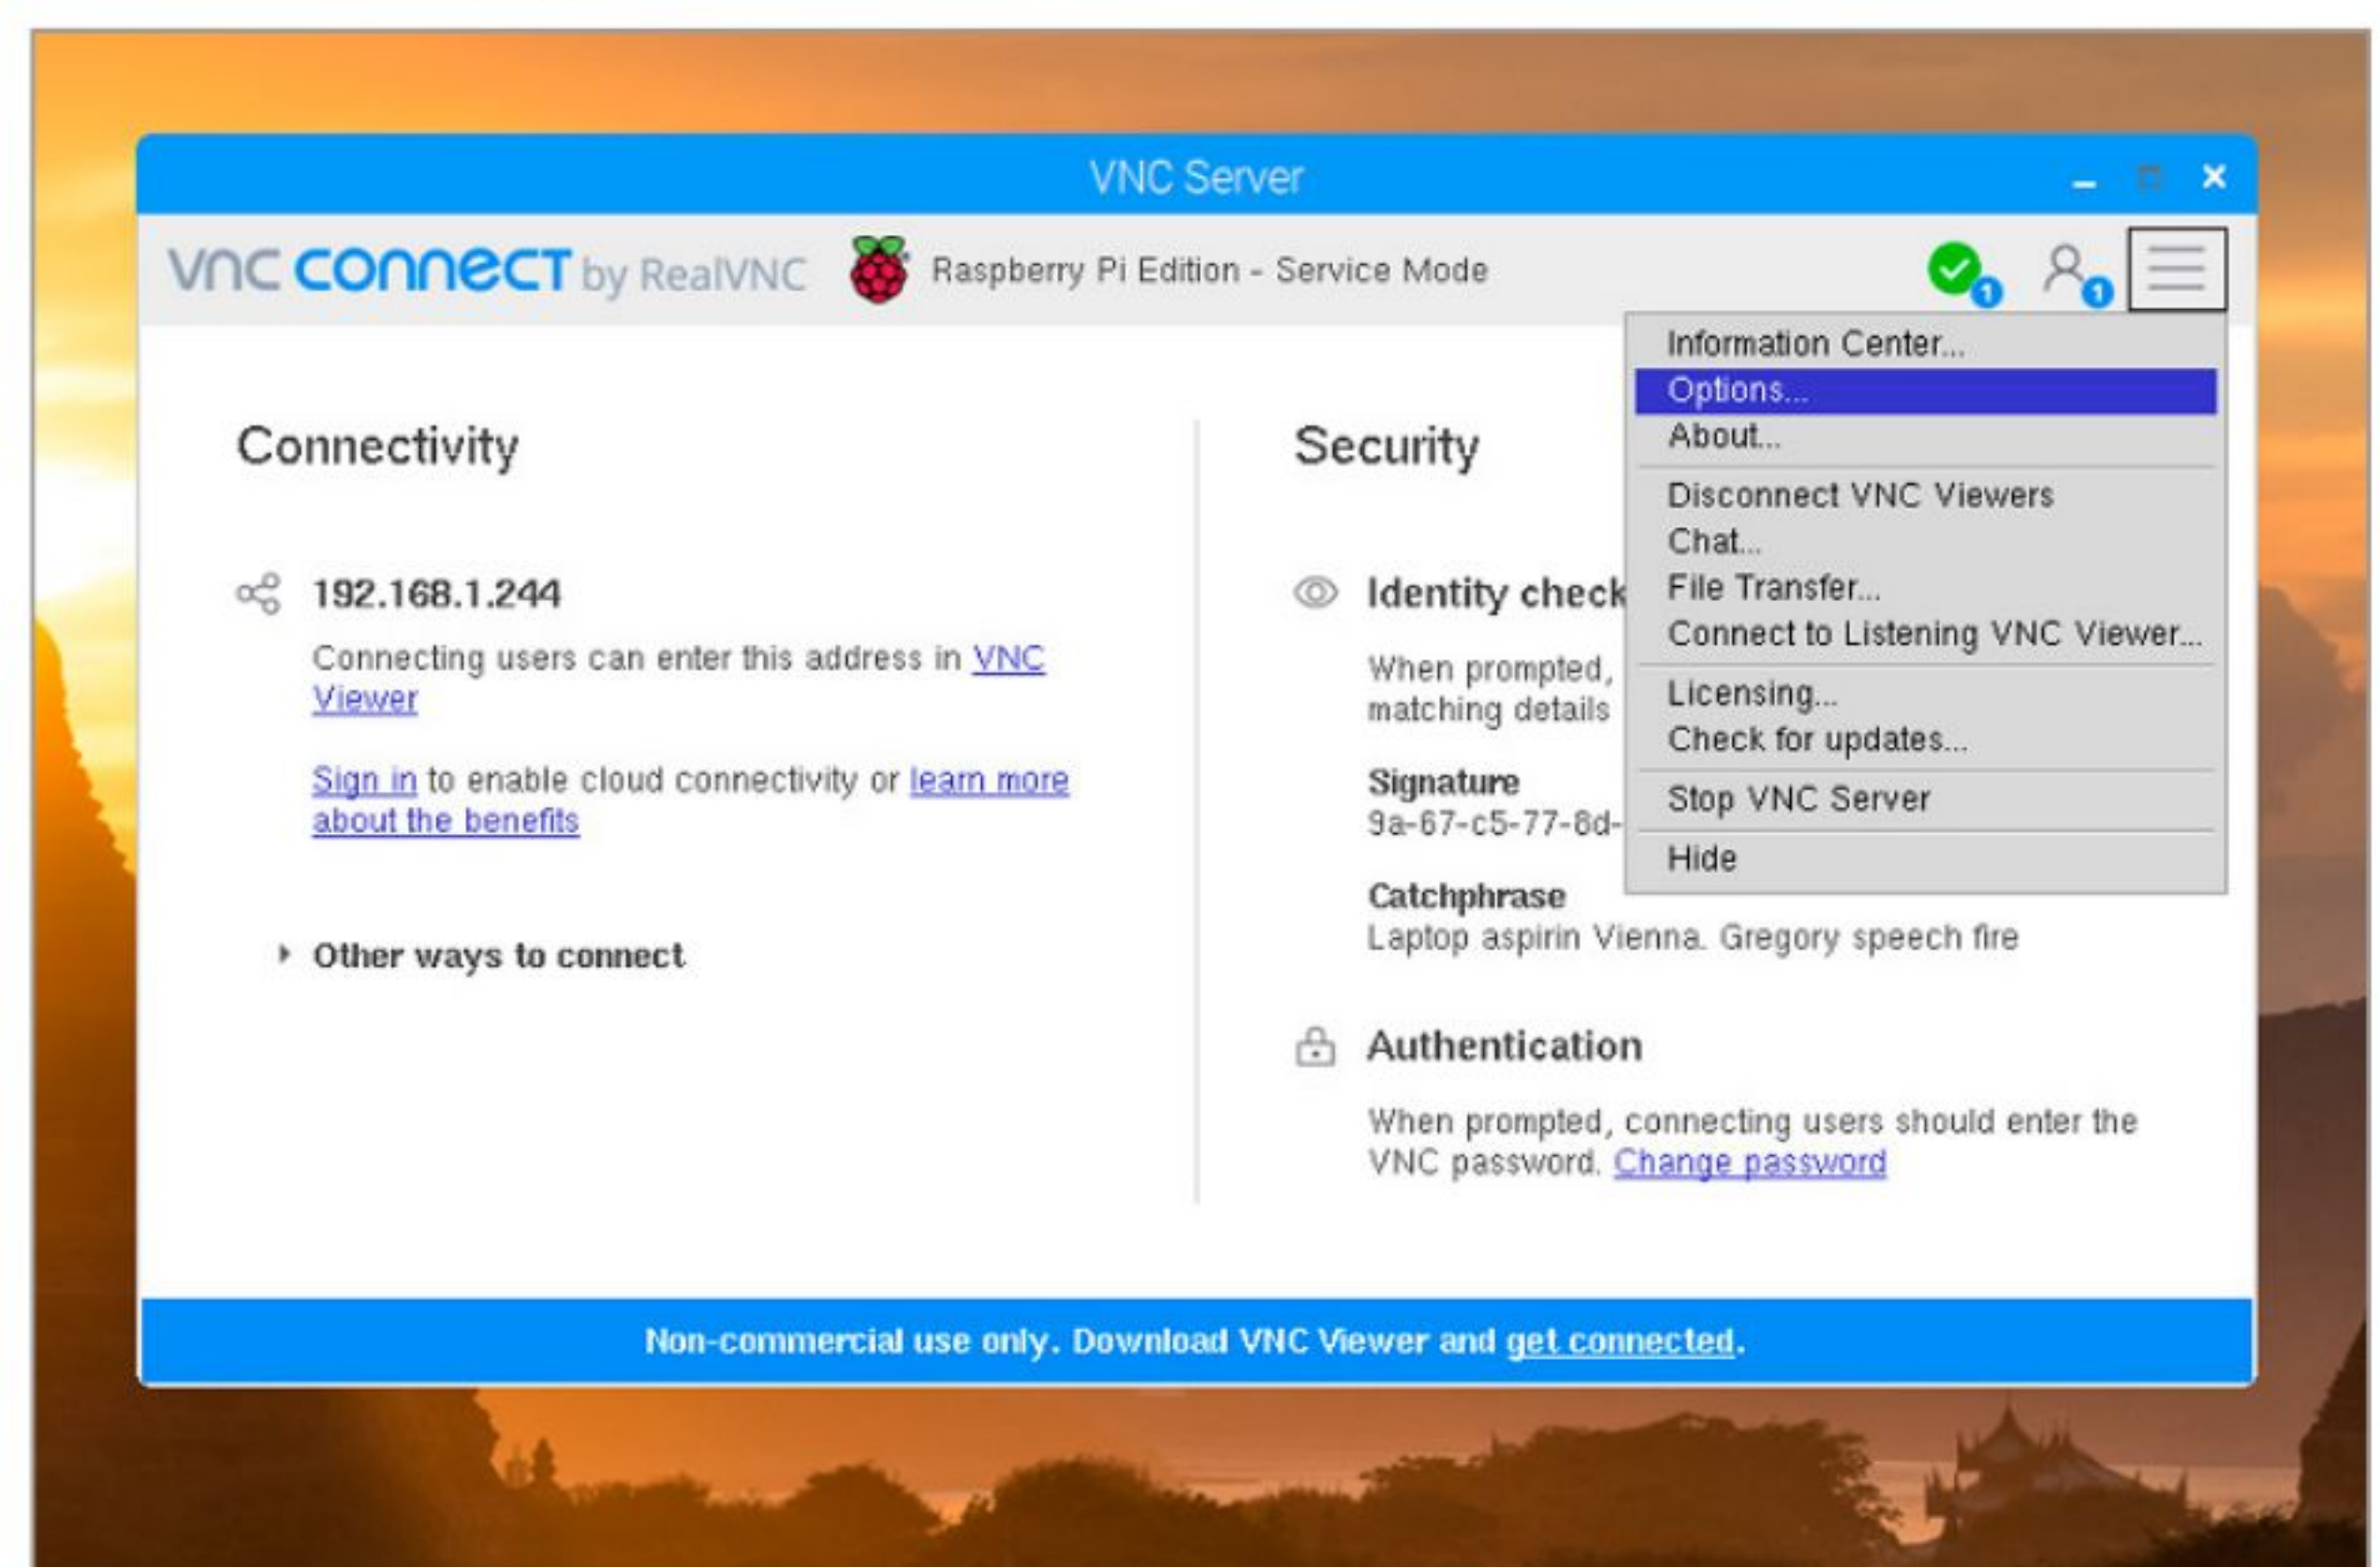 VNC Server
vnc connect by RealVNC Raspberry Pi Edition - Service Mode
1 1
Information Center...
Options...
About...
Disconnect VNC Viewers
Chat...
File Transfer...
Connect to Listening VNC Viewer...
Licensing...
Check for updates...
Stop VNC Server
Hide
Connectivity
192.168.1.244
Connecting users can enter this address in VNC
Viewer
Sign in to enable cloud connectivity or learn more
about the benefits
Other ways to connect
Security
Identity check
When prompted,
matching details
Signature
9a-67-c5-77-8d-
Catchphrase
Laptop aspirin Vienna. Gregory speech fire
Authentication
When prompted, connecting users should enter the
VNC password. Change password
Non-commercial use only. Download VNC Viewer and get connected.